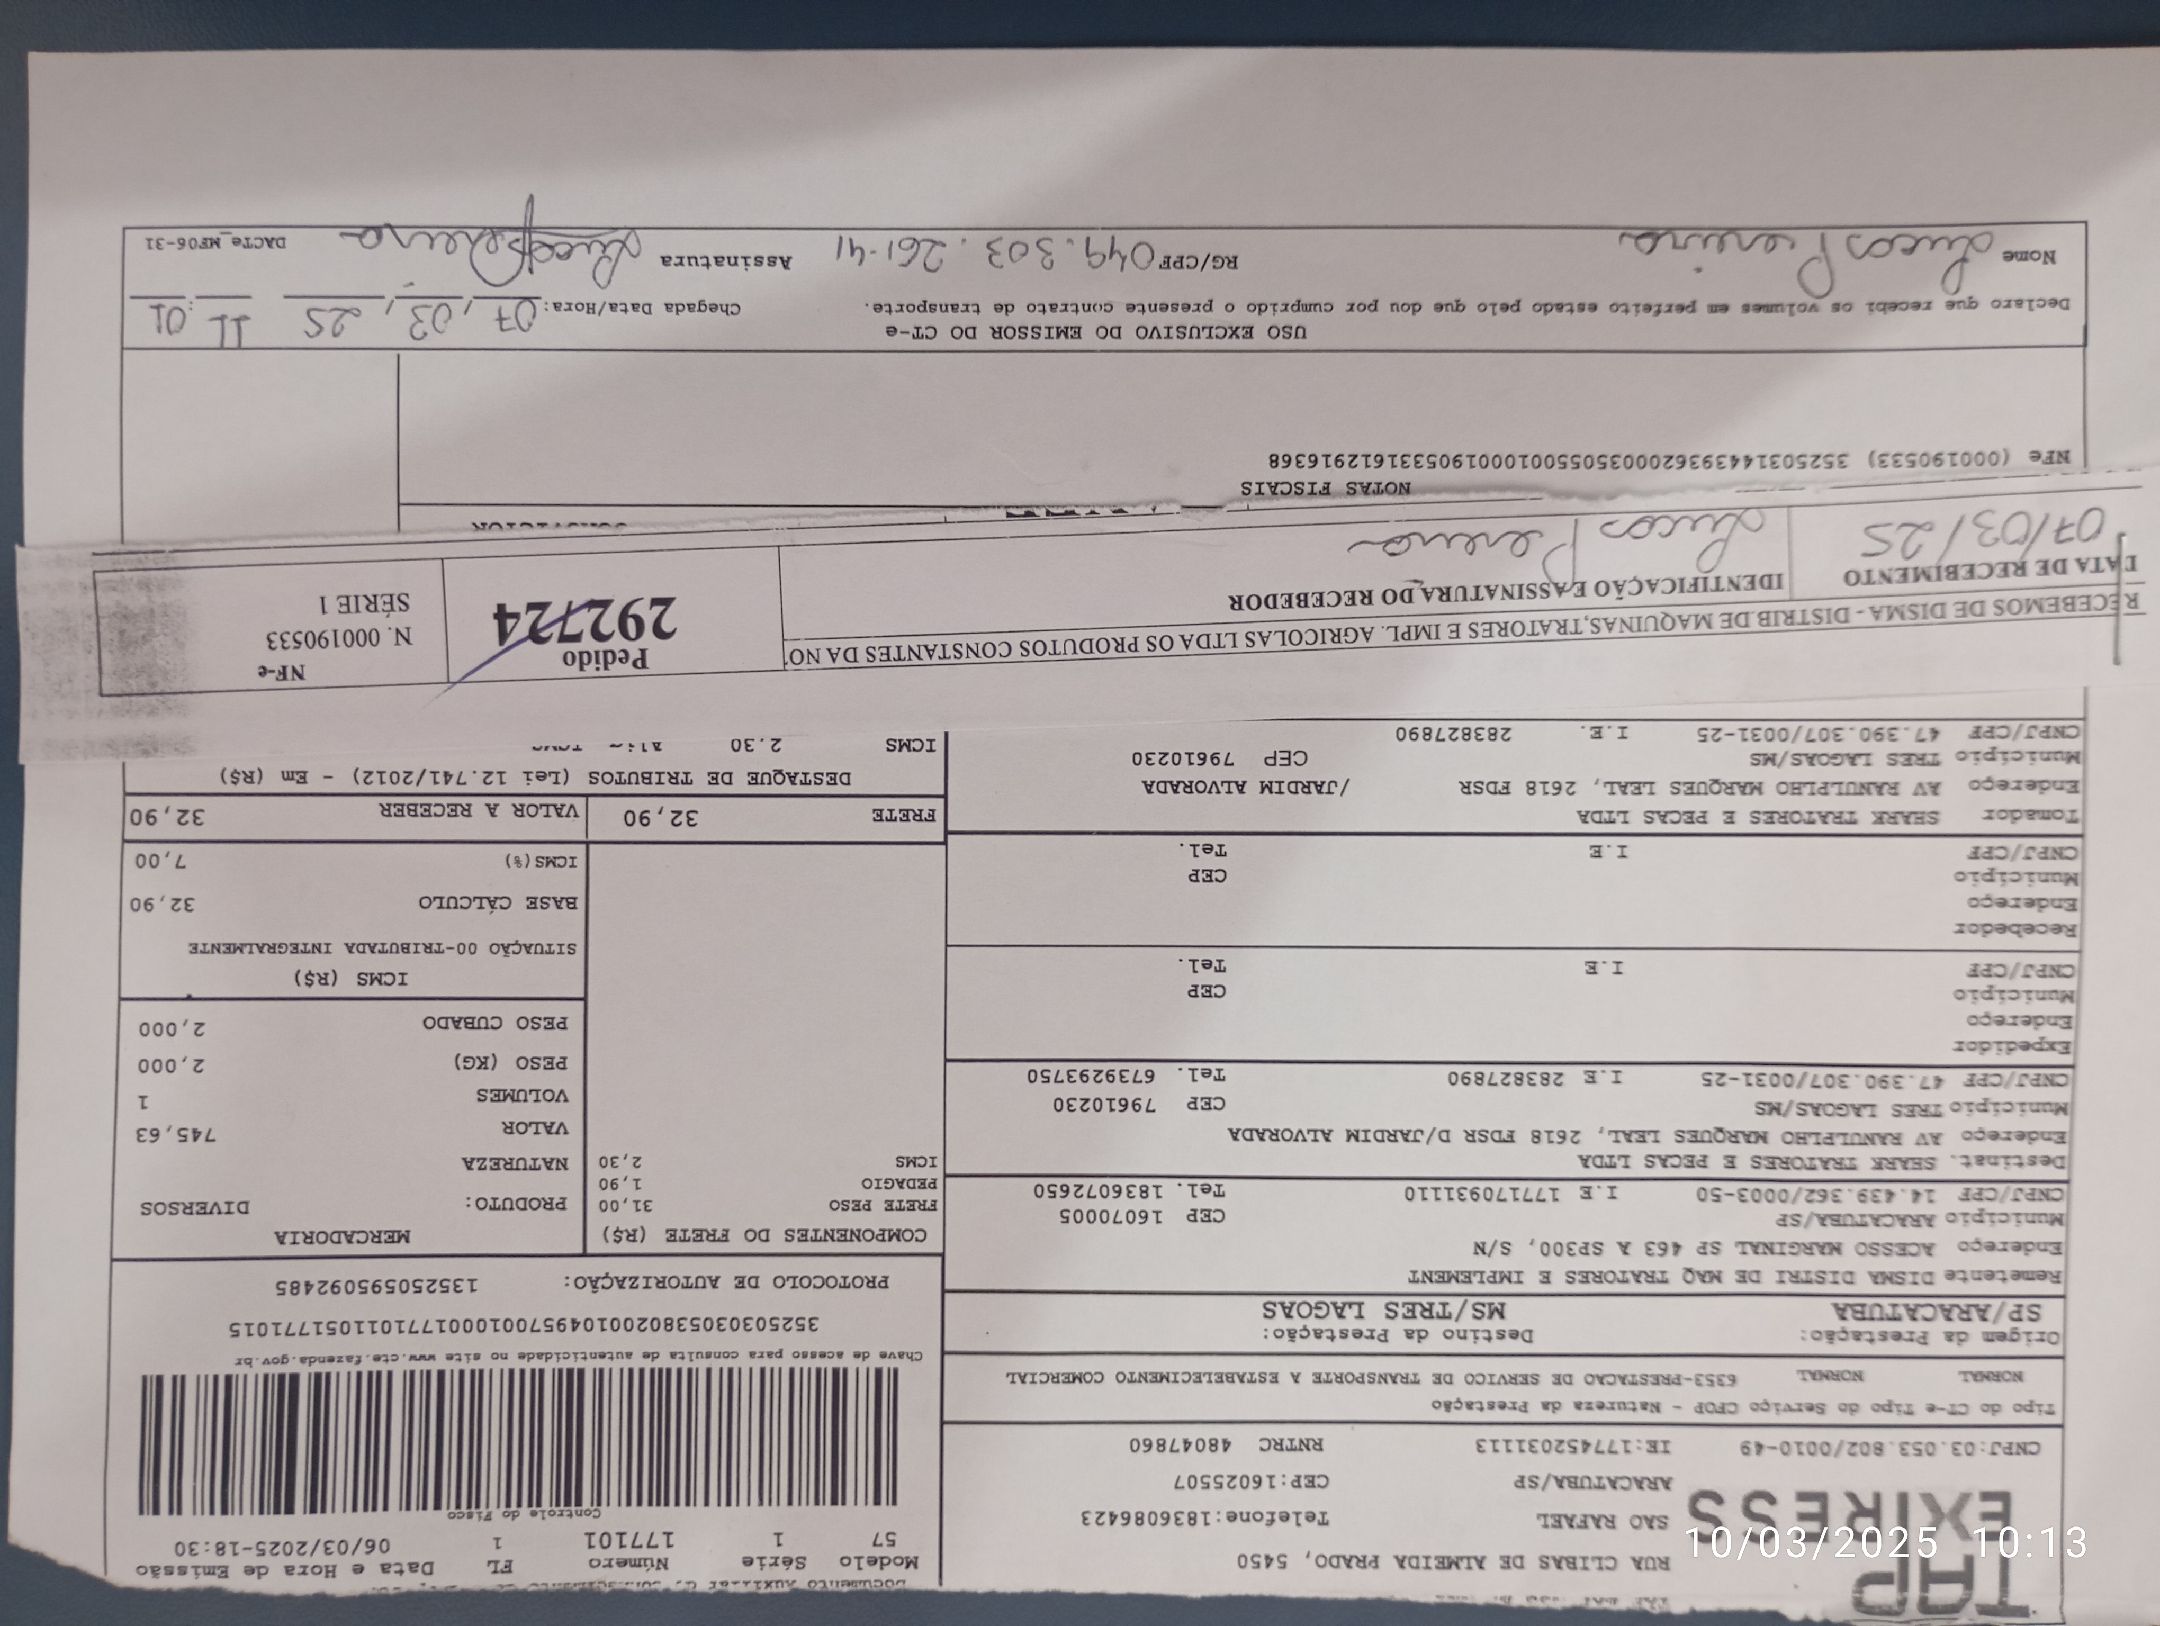 TAP
EXIRESS
RUA CLIBAS DE ALMEIDA PRADO, 5450
SAO RAFAEL Telefone:1836086423
ARACATUBA/SP CEP:16025507
CNPJ:03.053.802/0010-49 IE:177452031113 RNTRC 48047860
Modelo Série Número FL Data e Hora de Emissão
57 1 177101 1 06/03/2025-18:30
Controle do Fisco
Tipo do CT-e Tipo do Serviço CFOP - Natureza da Prestação
NORMAL NORMAL 6353-PRESTACAO DE SERVICO DE TRANSPORTE A ESTABELECIMENTO COMERCIAL
Chave de acesso para consulta de autenticidade no site www.cte.fazenda.gov.br
35250303053802001049570010001771011051771015
PROTOCOLO DE AUTORIZAÇÃO: 135250595092485
Origem da Prestação: Destino da Prestação:
SP/ARACATUBA MS/TRES LAGOAS
Remetente DISMA DISTRI DE MAQ TRATORES E IMPLEMENT
Endereço ACESSO MARGINAL SP 463 A SP300, S/N
Município ARACATUBA/SP CEP 16070005
CNPJ/CPF 14.439.362/0003-50 I.E 177170931110 Tel. 1836072650
Destinat. SHARK TRATORES E PECAS LTDA
Endereço AV RANULPLHO MARQUES LEAL, 2618 FDSR D/JARDIM ALVORADA
Município TRES LAGOAS/MS CEP 79610230
CNPJ/CPF 47.390.307/0031-25 I.E 283827890 Tel. 6739293750
Expedidor
Endereço
Município CEP
CNPJ/CPF I.E Tel.
Recebedor
Endereço
Município CEP
CNPJ/CPF I.E Tel.
Tomador SHARK TRATORES E PECAS LTDA
Endereço AV RANULPLHO MARQUES LEAL, 2618 FDSR /JARDIM ALVORADA
Município TRES LAGOAS/MS CEP 79610230
CNPJ/CPF 47.390.307/0031-25 I.E. 283827890
COMPONENTES DO FRETE (R$)
FRETE PESO 31,00
PEDAGIO 1,90
ICMS 2,30
MERCADORIA
PRODUTO: DIVERSOS
NATUREZA
VALOR 745,63
VOLUMES 1
PESO (KG) 2,000
PESO CUBADO 2,000
ICMS (R$)
SITUAÇÃO 00-TRIBUTADA INTEGRALMENTE
BASE CÁLCULO 32,90
ICMS(%) 7,00
FRETE 32,90 VALOR A RECEBER 32,90
DESTAQUE DE TRIBUTOS (Lei 12.741/2012) - Em (R$)
ICMS 2.30
RECEBEMOS DE DISMA - DISTRIB DE MAQUINAS,TRATORES E IMPL. AGRICOLAS LTDA OS PRODUTOS CONSTANTES DA NO
DATA DE RECEBIMENTO IDENTIFICAÇÃO E ASSINATURA DO RECEBEDOR
07/03/25 Lucas Pereira
Pedido
292724
NF-e
N. 000190533
SÉRIE 1
NOTAS FISCAIS
NFe (000190533) 35250314439362000350550010001905331612916368
USO EXCLUSIVO DO EMISSOR DO CT-e
Declaro que recebi os volumes em perfeito estado pelo que dou por cumprido o presente contrato de transporte. Chegada Data/Hora: 07, 03, 25 11:01
Nome Lucas Pereira RG/CPF 049.303.261-41 Assinatura Lucas Pereira DACTe_MF06-31
10/03/2025 10:13